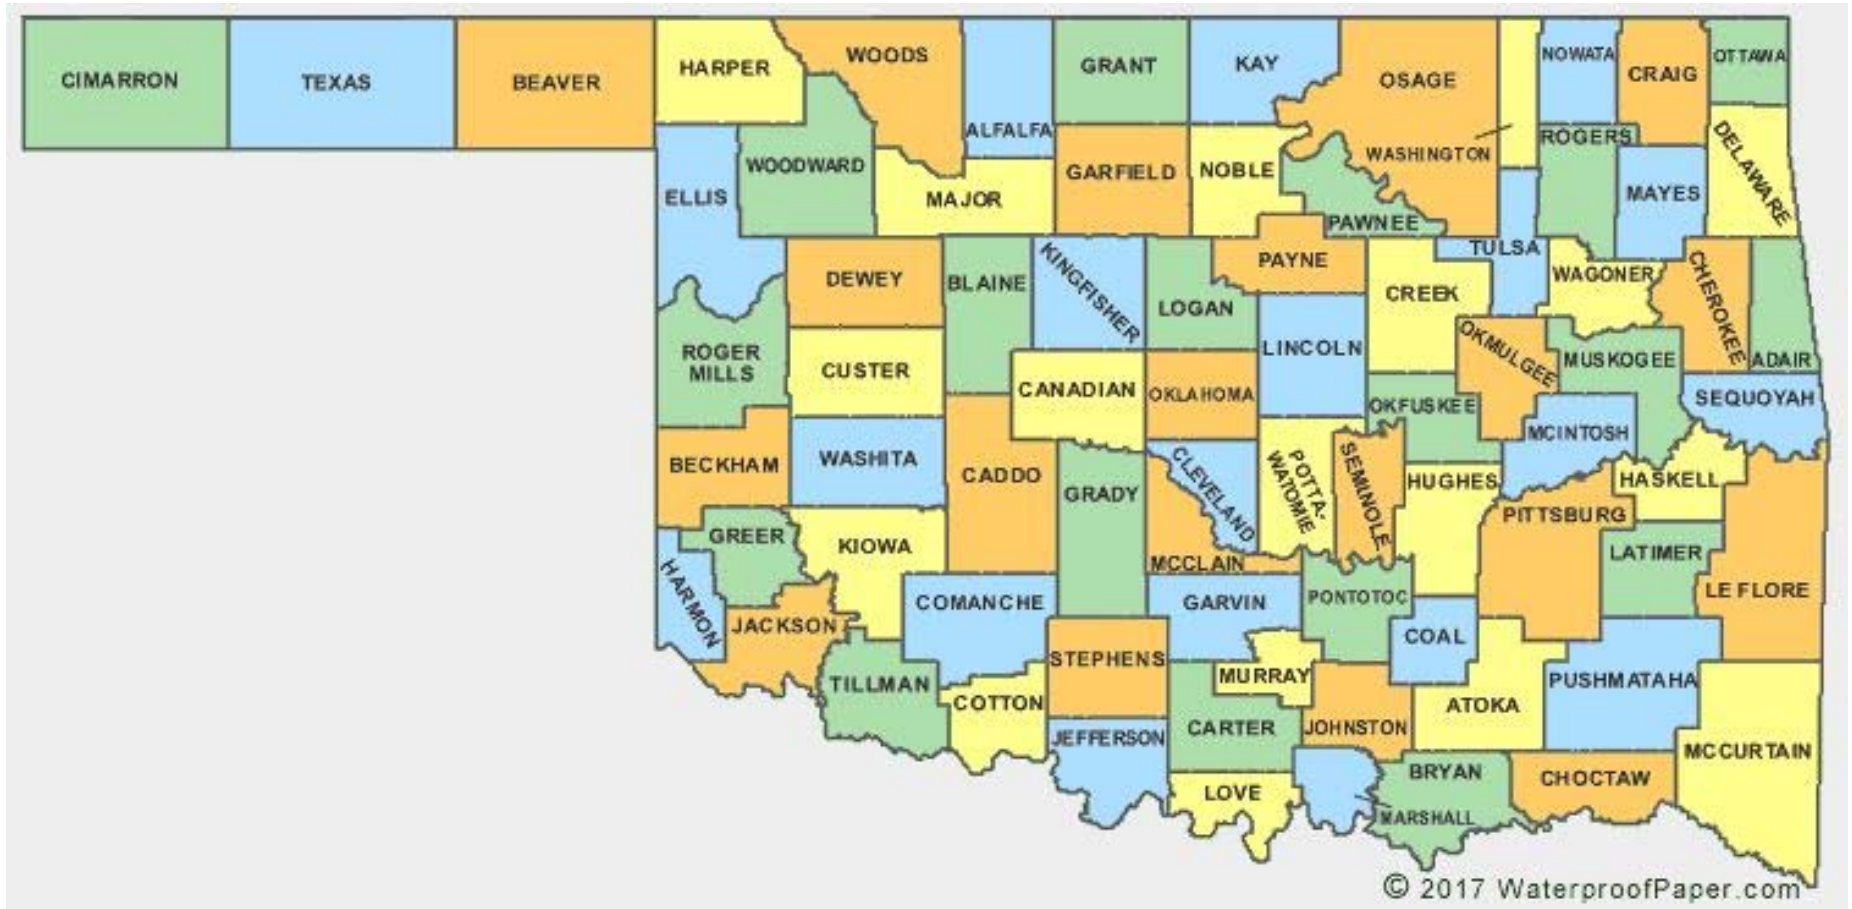 CIMARRON
TEXAS
BEAVER
HARPER
WOODS
ALFALFA
GRANT
KAY
OSAGE
WASHINGTON
NOWATA
CRAIG
OTTAWA
ELLIS
WOODWARD
MAJOR
GARFIELD
NOBLE
PAWNEE
ROGERS
MAYES
DELAWARE
DEWEY
BLAINE
KINGFISHER
LOGAN
PAYNE
CREEK
TULSA
WAGONER
CHEROKEE
ADAIR
ROGER
MILLS
CUSTER
CANADIAN
OKLAHOMA
LINCOLN
OKMULGEE
MUSKOGEE
SEQUOYAH
OKFUSKEE
MCINTOSH
BECKHAM
WASHITA
CADDO
GRADY
CLEVELAND
POTTA-
WATOMIE
SEMINOLE
HUGHES
PITTSBURG
HASKELL
GREER
KIOWA
MCCLAIN
LATIMER
LE FLORE
HARMON
JACKSON
COMANCHE
GARVIN
PONTOTOC
COAL
STEPHENS
TILLMAN
COTTON
MURRAY
ATOKA
PUSHMATAHA
JEFFERSON
CARTER
JOHNSTON
MCCURTAIN
LOVE
MARSHALL
BRYAN
CHOCTAW
© 2017 WaterproofPaper.com